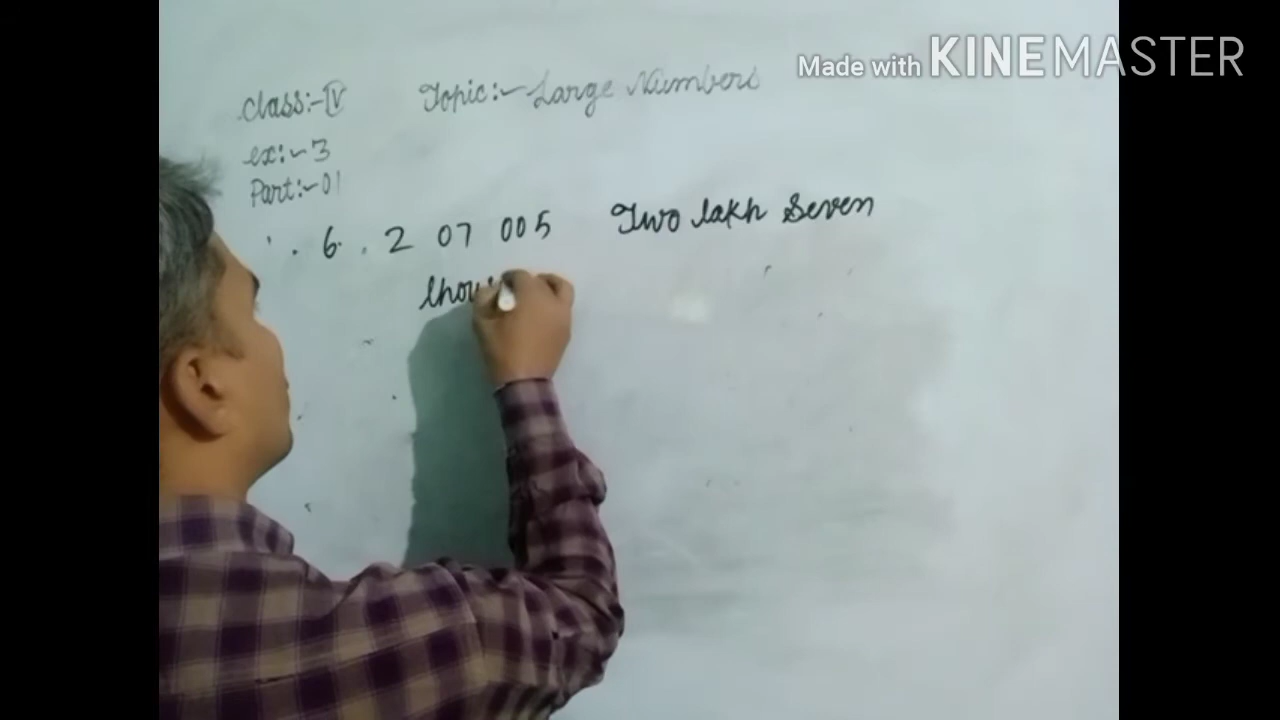 Made with KINEMASTER
Class:-IV Topic:- Large Numbers
ex:- 3
Part:- 01
6. 2 07 005 Two lakh Seven
thou